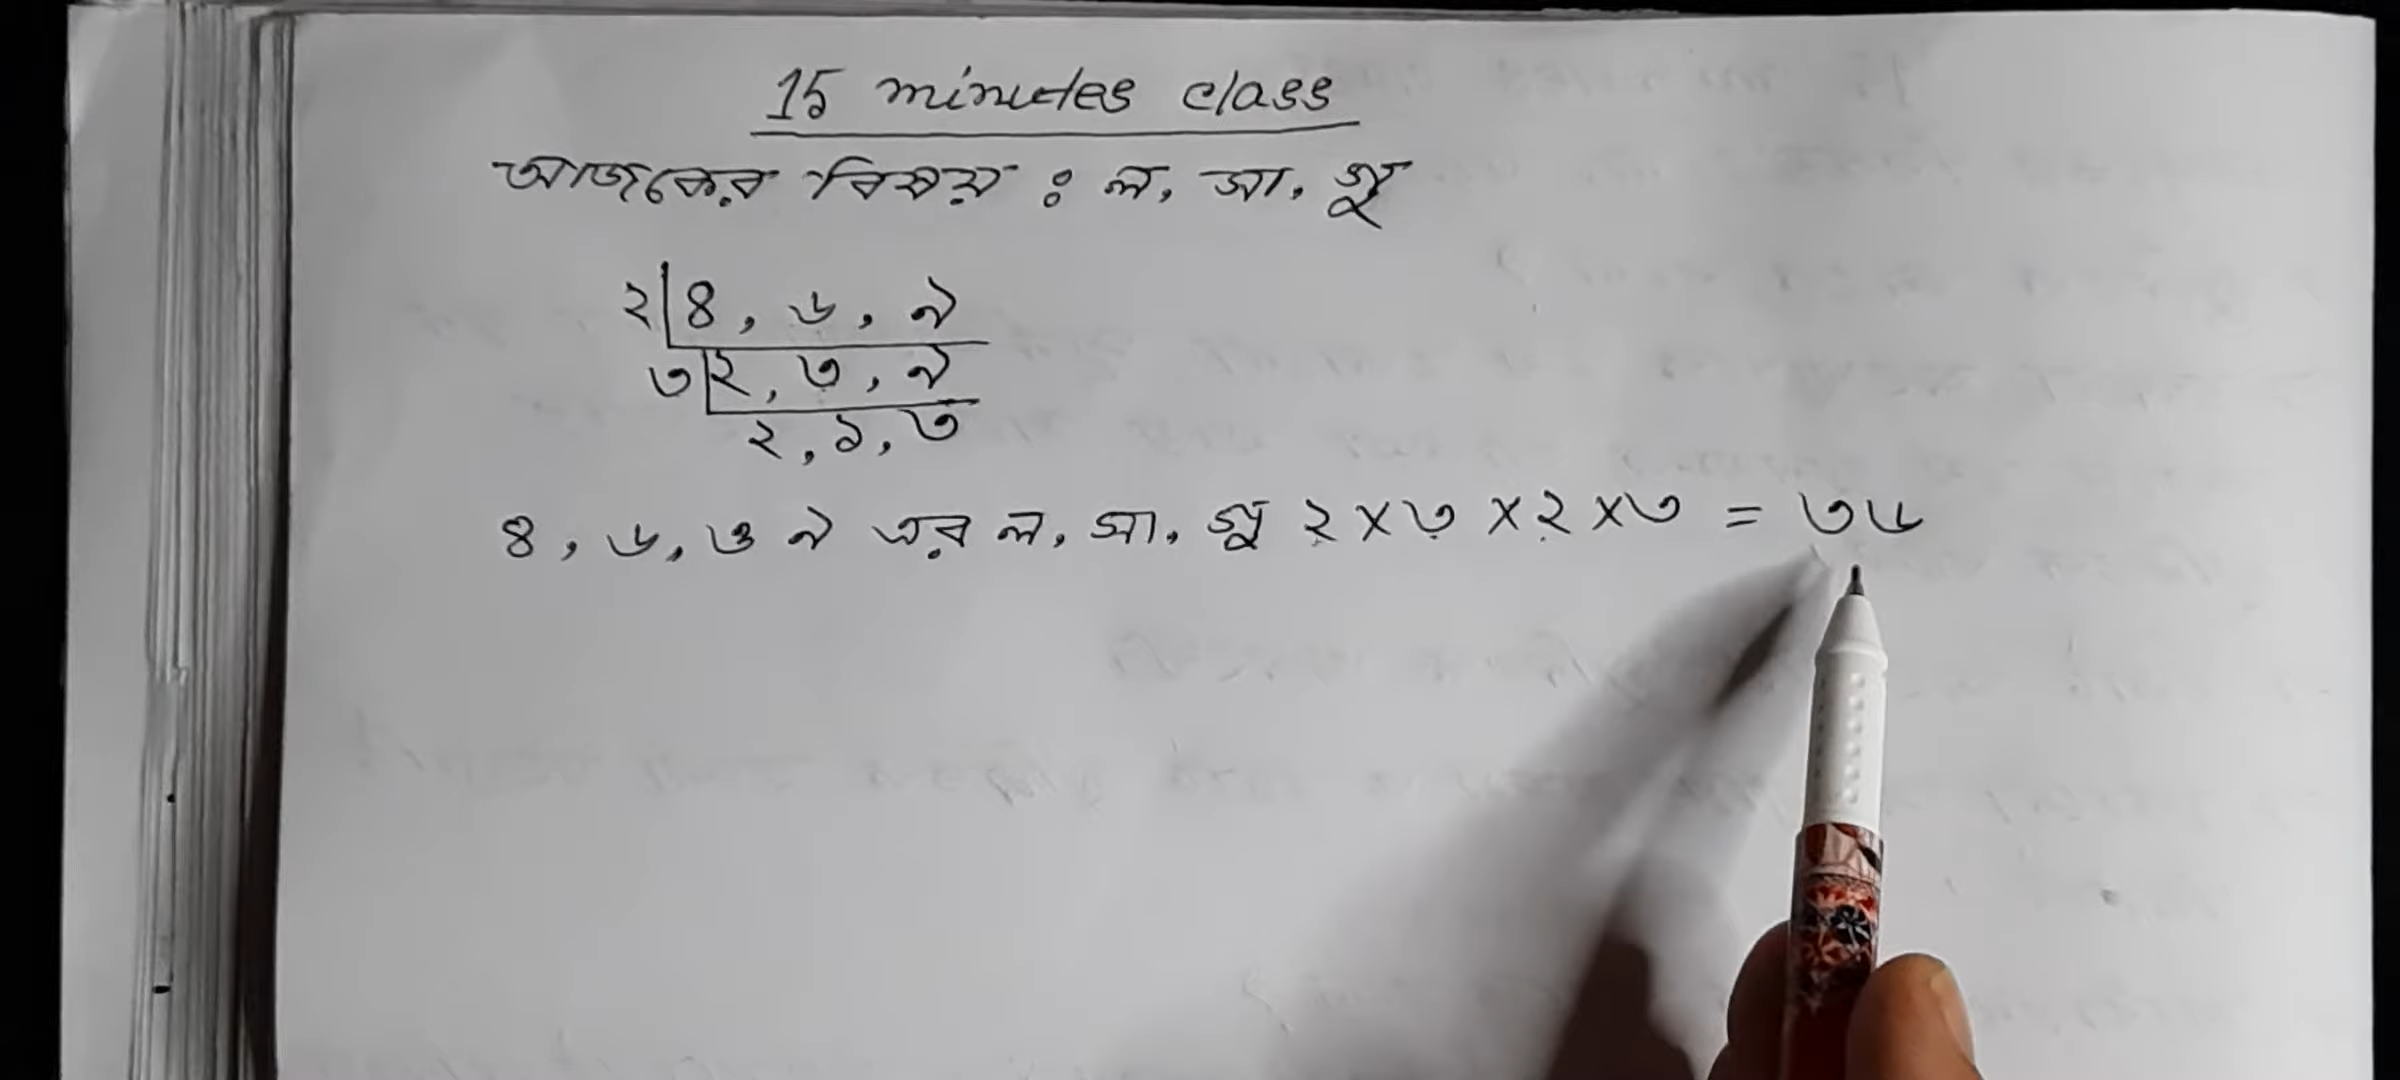 15 minutes class
আজকের বিষয় : ল, সা, গু
২ | ৪ , ৬ , ৯
৩ | ২ , ৩ , ৯
২ , ১ , ৩
৪ , ৬ , ও ৯ এর ল, সা, গু ২ × ৩ × ২ × ৩ = ৩৬